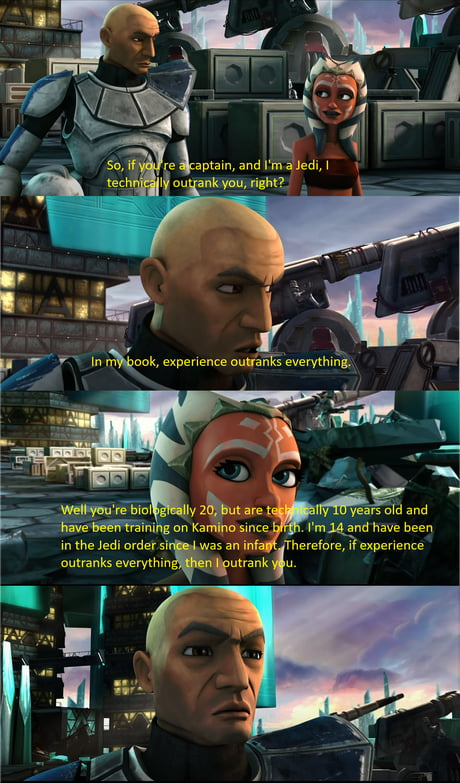 So, if you're a captain, and I'm a Jedi, I
technically outrank you, right?
In my book, experience outranks everything.
Well you're biologically 20, but are technically 10 years old and
have been training on Kamino since birth. I'm 14 and have been
in the Jedi order since I was an infant. Therefore, if experience
outranks everything, then I outrank you.